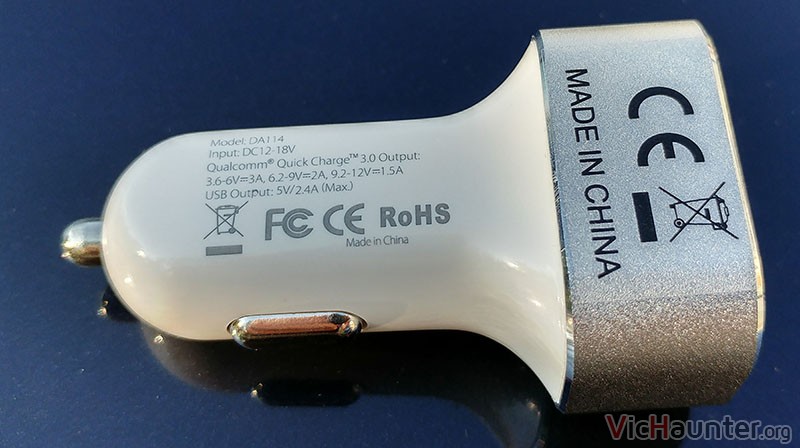 Model: DA114
Input: DC12-18V
Qualcomm® Quick Charge™ 3.0 Output:
3.6-6V=3A, 6.2-9V=2A, 9.2-12V=1.5A
USB Output: 5V/2.4A (Max.)
FC CE RoHS
Made in China
CE
MADE IN CHINA
VicHaunter.org